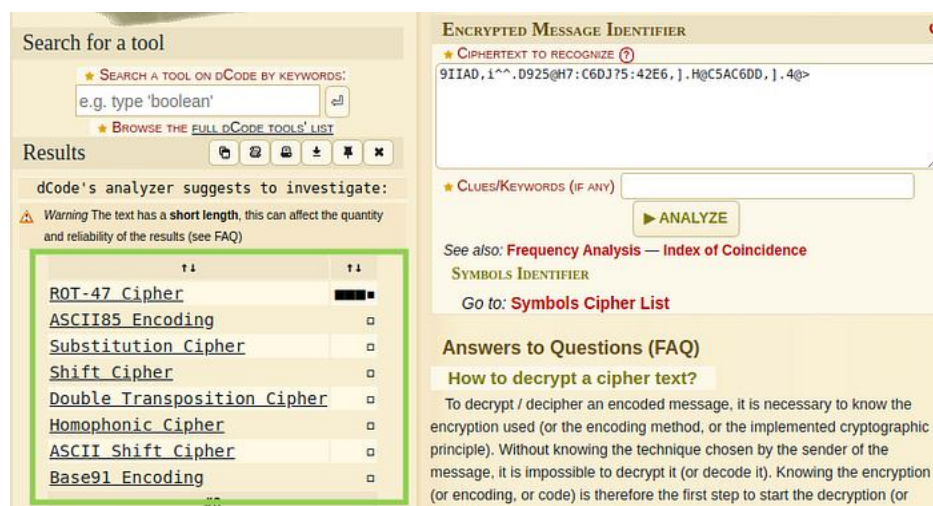 Search for a tool
★ SEARCH A TOOL ON DCODE BY KEYWORDS:
e.g. type 'boolean'
★ BROWSE THE FULL DCODE TOOLS' LIST
Results
dCode's analyzer suggests to investigate:
Warning The text has a short length, this can affect the quantity
and reliability of the results (see FAQ)
↑↓ ↑↓
ROT-47 Cipher
ASCII85 Encoding
Substitution Cipher
Shift Cipher
Double Transposition Cipher
Homophonic Cipher
ASCII Shift Cipher
Base91 Encoding
ENCRYPTED MESSAGE IDENTIFIER
★ CIPHERTEXT TO RECOGNIZE (?)
9IIAD,i^^.D925@H7:C6DJ?5:42E6,].H@C5AC6DD,].4@>
★ CLUES/KEYWORDS (IF ANY)
▶ ANALYZE
See also: Frequency Analysis — Index of Coincidence
SYMBOLS IDENTIFIER
Go to: Symbols Cipher List
Answers to Questions (FAQ)
How to decrypt a cipher text?
To decrypt / decipher an encoded message, it is necessary to know the
encryption used (or the encoding method, or the implemented cryptographic
principle). Without knowing the technique chosen by the sender of the
message, it is impossible to decrypt it (or decode it). Knowing the encryption
(or encoding, or code) is therefore the first step to start the decryption (or